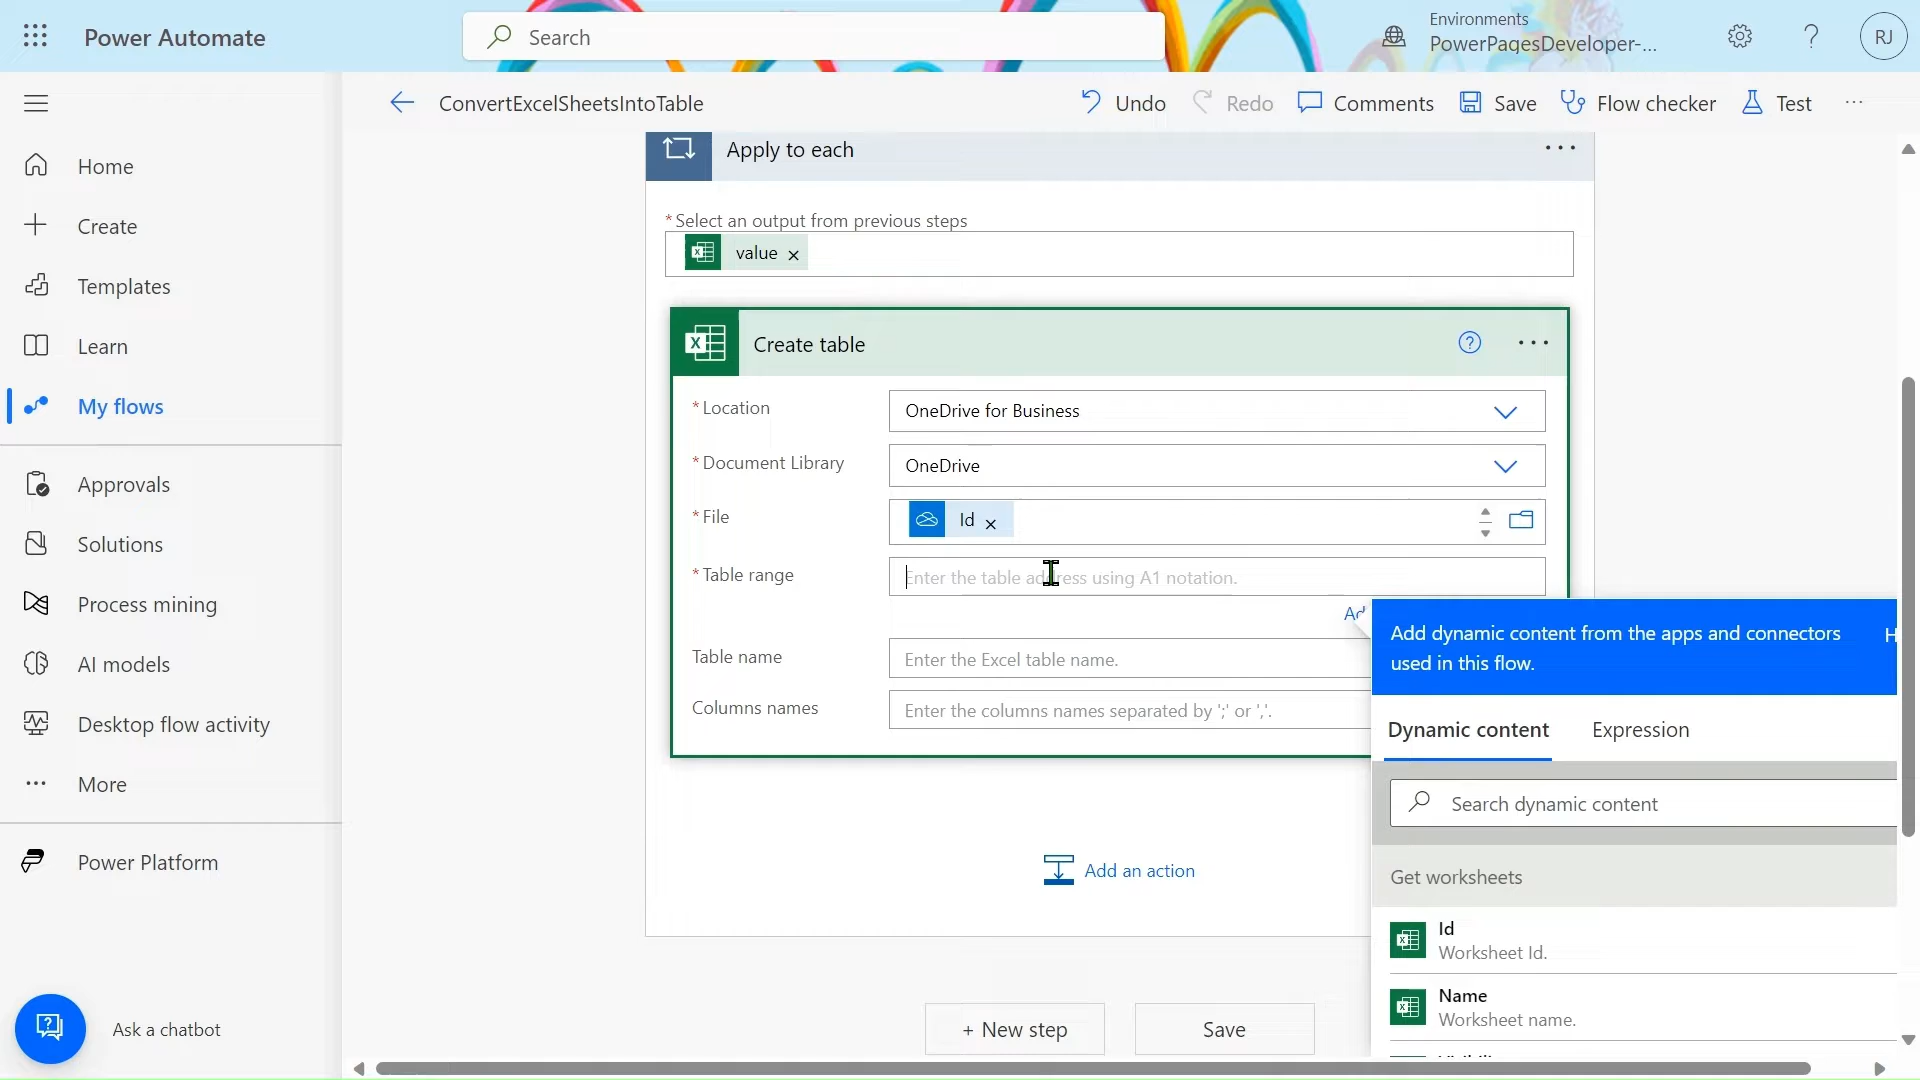 Power Automate
Search
Environments
PowerPagesDeveloper-...
?
RJ
ConvertExcelSheetsIntoTable
Undo
Redo
Comments
Save
Flow checker
Test
...
Home
Create
Templates
Learn
My flows
Approvals
Solutions
Process mining
AI models
Desktop flow activity
More
Power Platform
Ask a chatbot
Apply to each
* Select an output from previous steps
value ×
Create table
?
* Location
OneDrive for Business
* Document Library
OneDrive
* File
Id ×
* Table range
Enter the table address using A1 notation.
Table name
Enter the Excel table name.
Columns names
Enter the columns names separated by ';' or ','.
Add an action
+ New step
Save
Add dynamic content from the apps and connectors
used in this flow.
Dynamic content
Expression
Search dynamic content
Get worksheets
Id
Worksheet Id.
Name
Worksheet name.